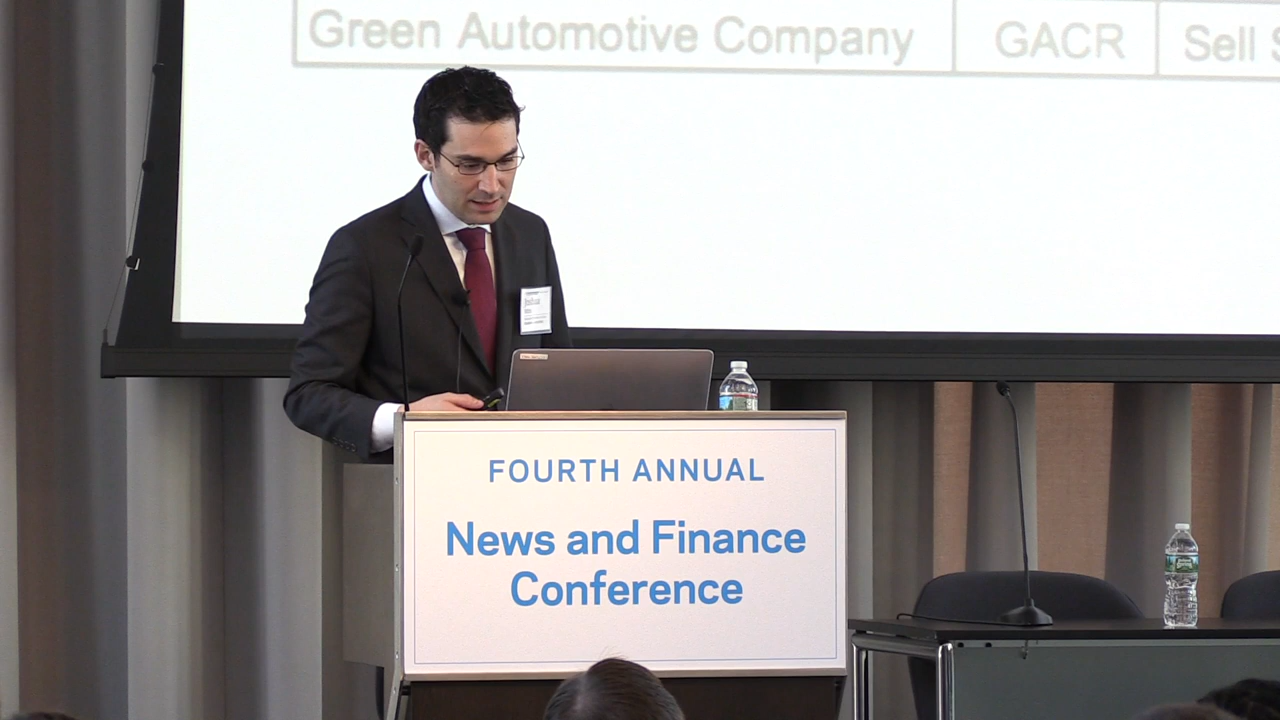 Green Automotive Company GACR Sell
FOURTH ANNUAL
News and Finance
Conference